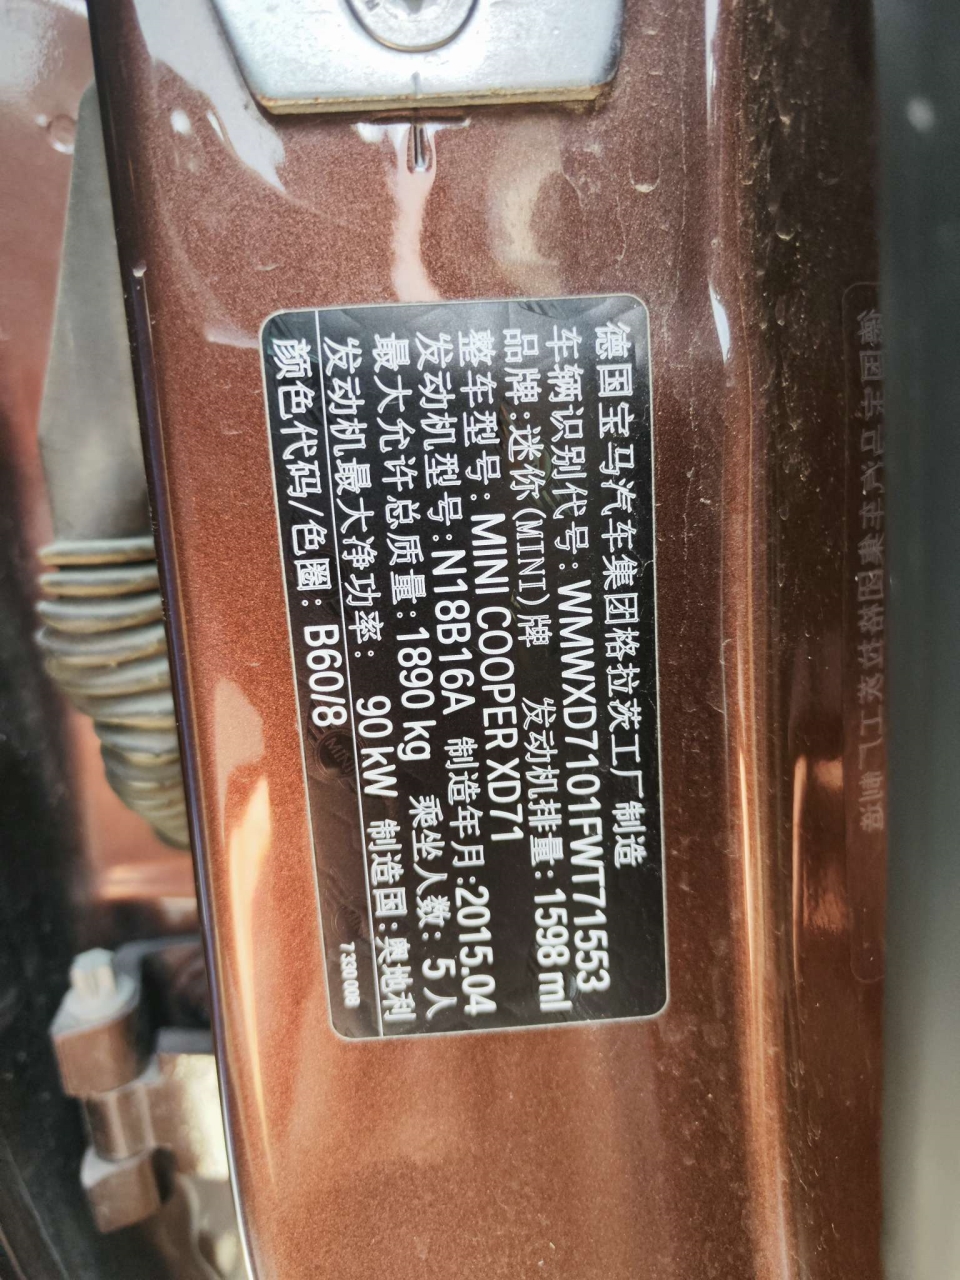 德国宝马汽车集团格拉茨工厂制造
车辆识别代号: WMWXD7101FWT71553
品牌:迷你(MINI)牌 发动机排量: 1598 ml
整车型号: MINI COOPER XD71
发动机型号: N18B16A 制造年月:2015.04
最大允许总质量: 1890 kg 乘坐人数: 5人
发动机最大净功率: 90 kW 制造国:奥地利
颜色代码/色圈: B60/8
7330008